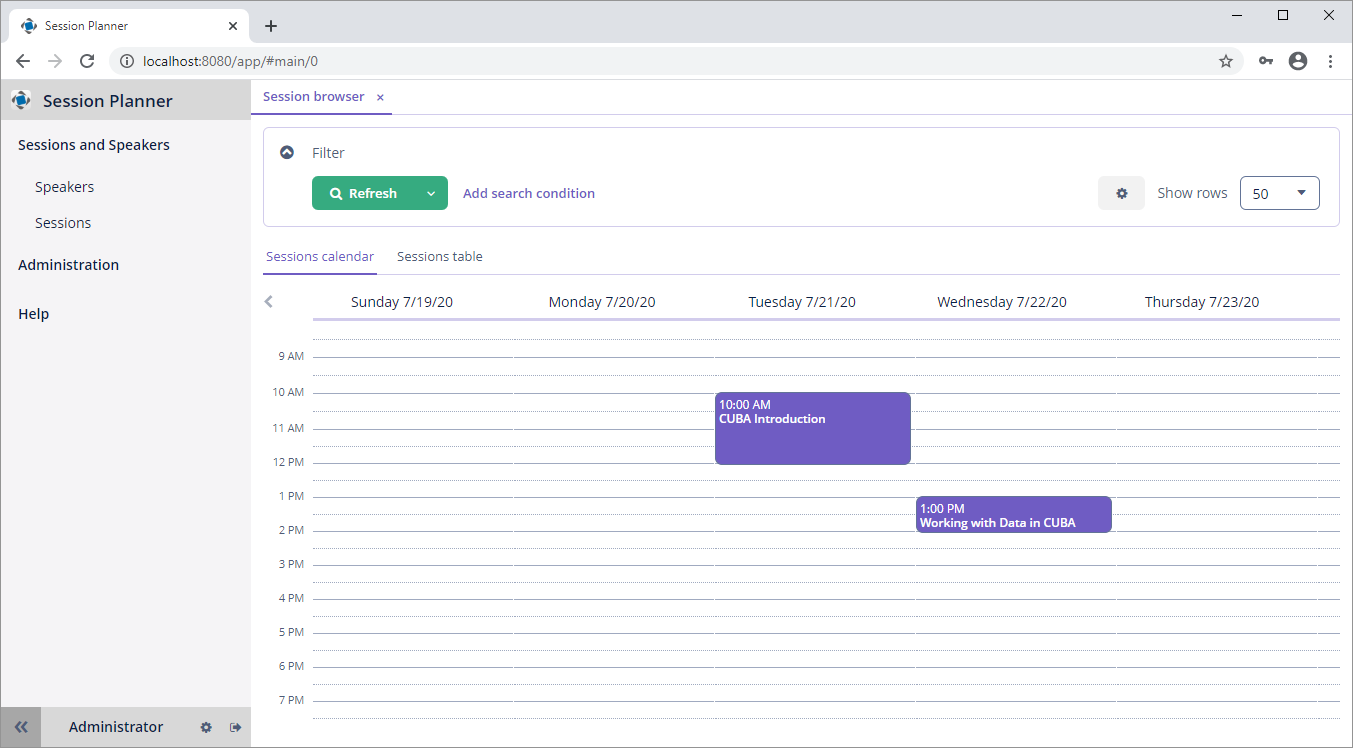 Session Planner
localhost:8080/app/#main/0
Session Planner
Session browser
Sessions and Speakers
Speakers
Sessions
Administration
Help
Filter
Refresh
Add search condition
Show rows
50
Sessions calendar
Sessions table
Sunday 7/19/20
Monday 7/20/20
Tuesday 7/21/20
Wednesday 7/22/20
Thursday 7/23/20
9 AM
10 AM
10:00 AM
CUBA Introduction
11 AM
12 PM
1 PM
1:00 PM
Working with Data in CUBA
2 PM
3 PM
4 PM
5 PM
6 PM
7 PM
Administrator